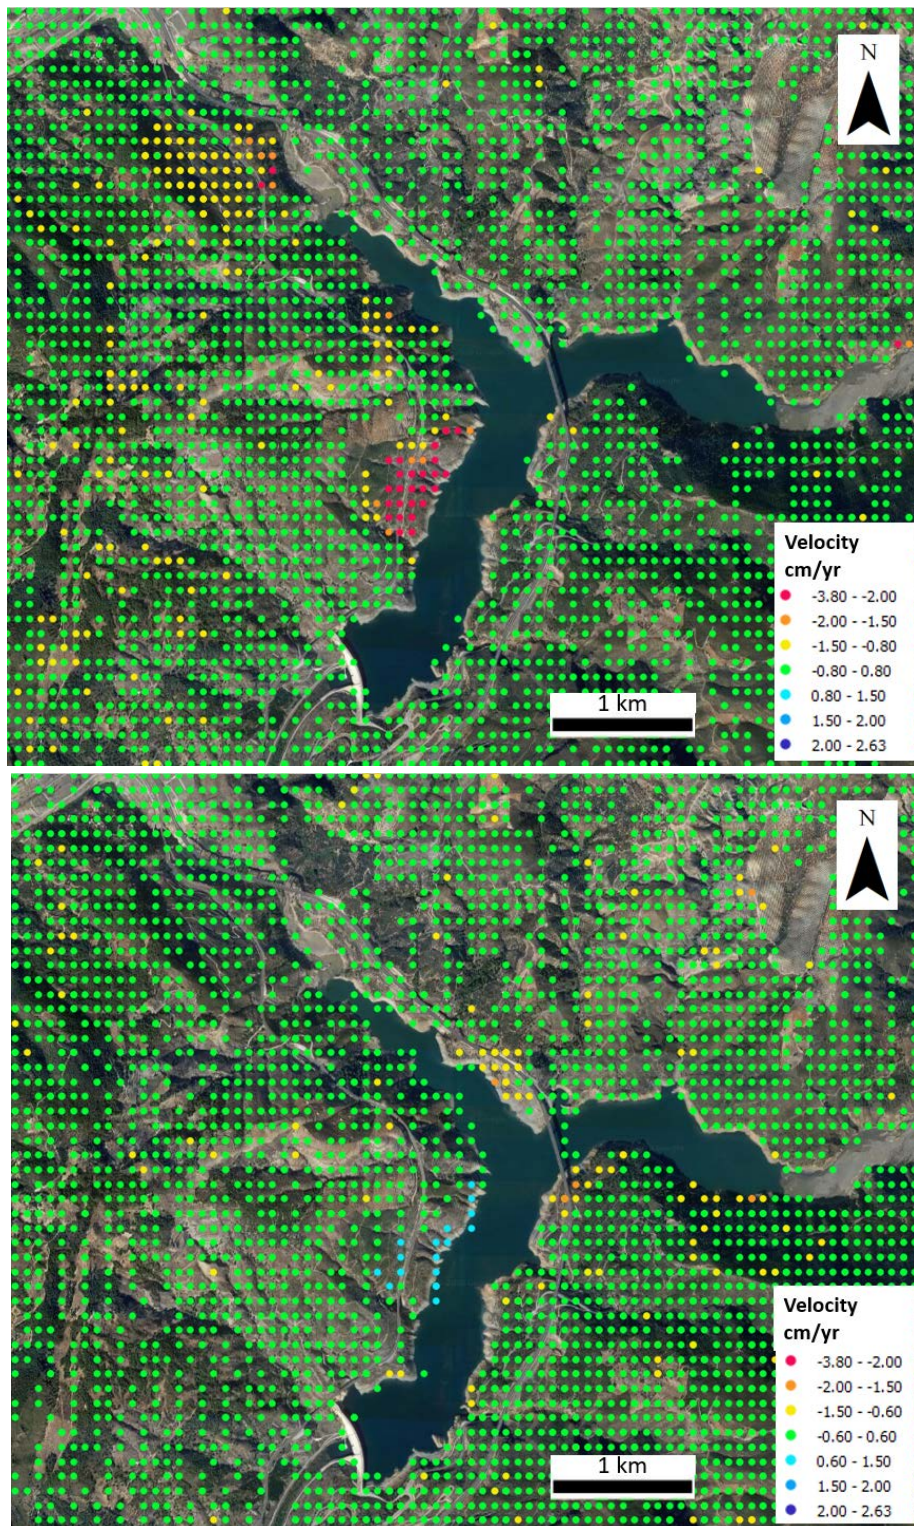 N
1 km
Velocity
cm/yr
-3.80 - -2.00
-2.00 - -1.50
-1.50 - -0.80
-0.80 - 0.80
0.80 - 1.50
1.50 - 2.00
2.00 - 2.63
N
1 km
Velocity
cm/yr
-3.80 - -2.00
-2.00 - -1.50
-1.50 - -0.60
-0.60 - 0.60
0.60 - 1.50
1.50 - 2.00
2.00 - 2.63